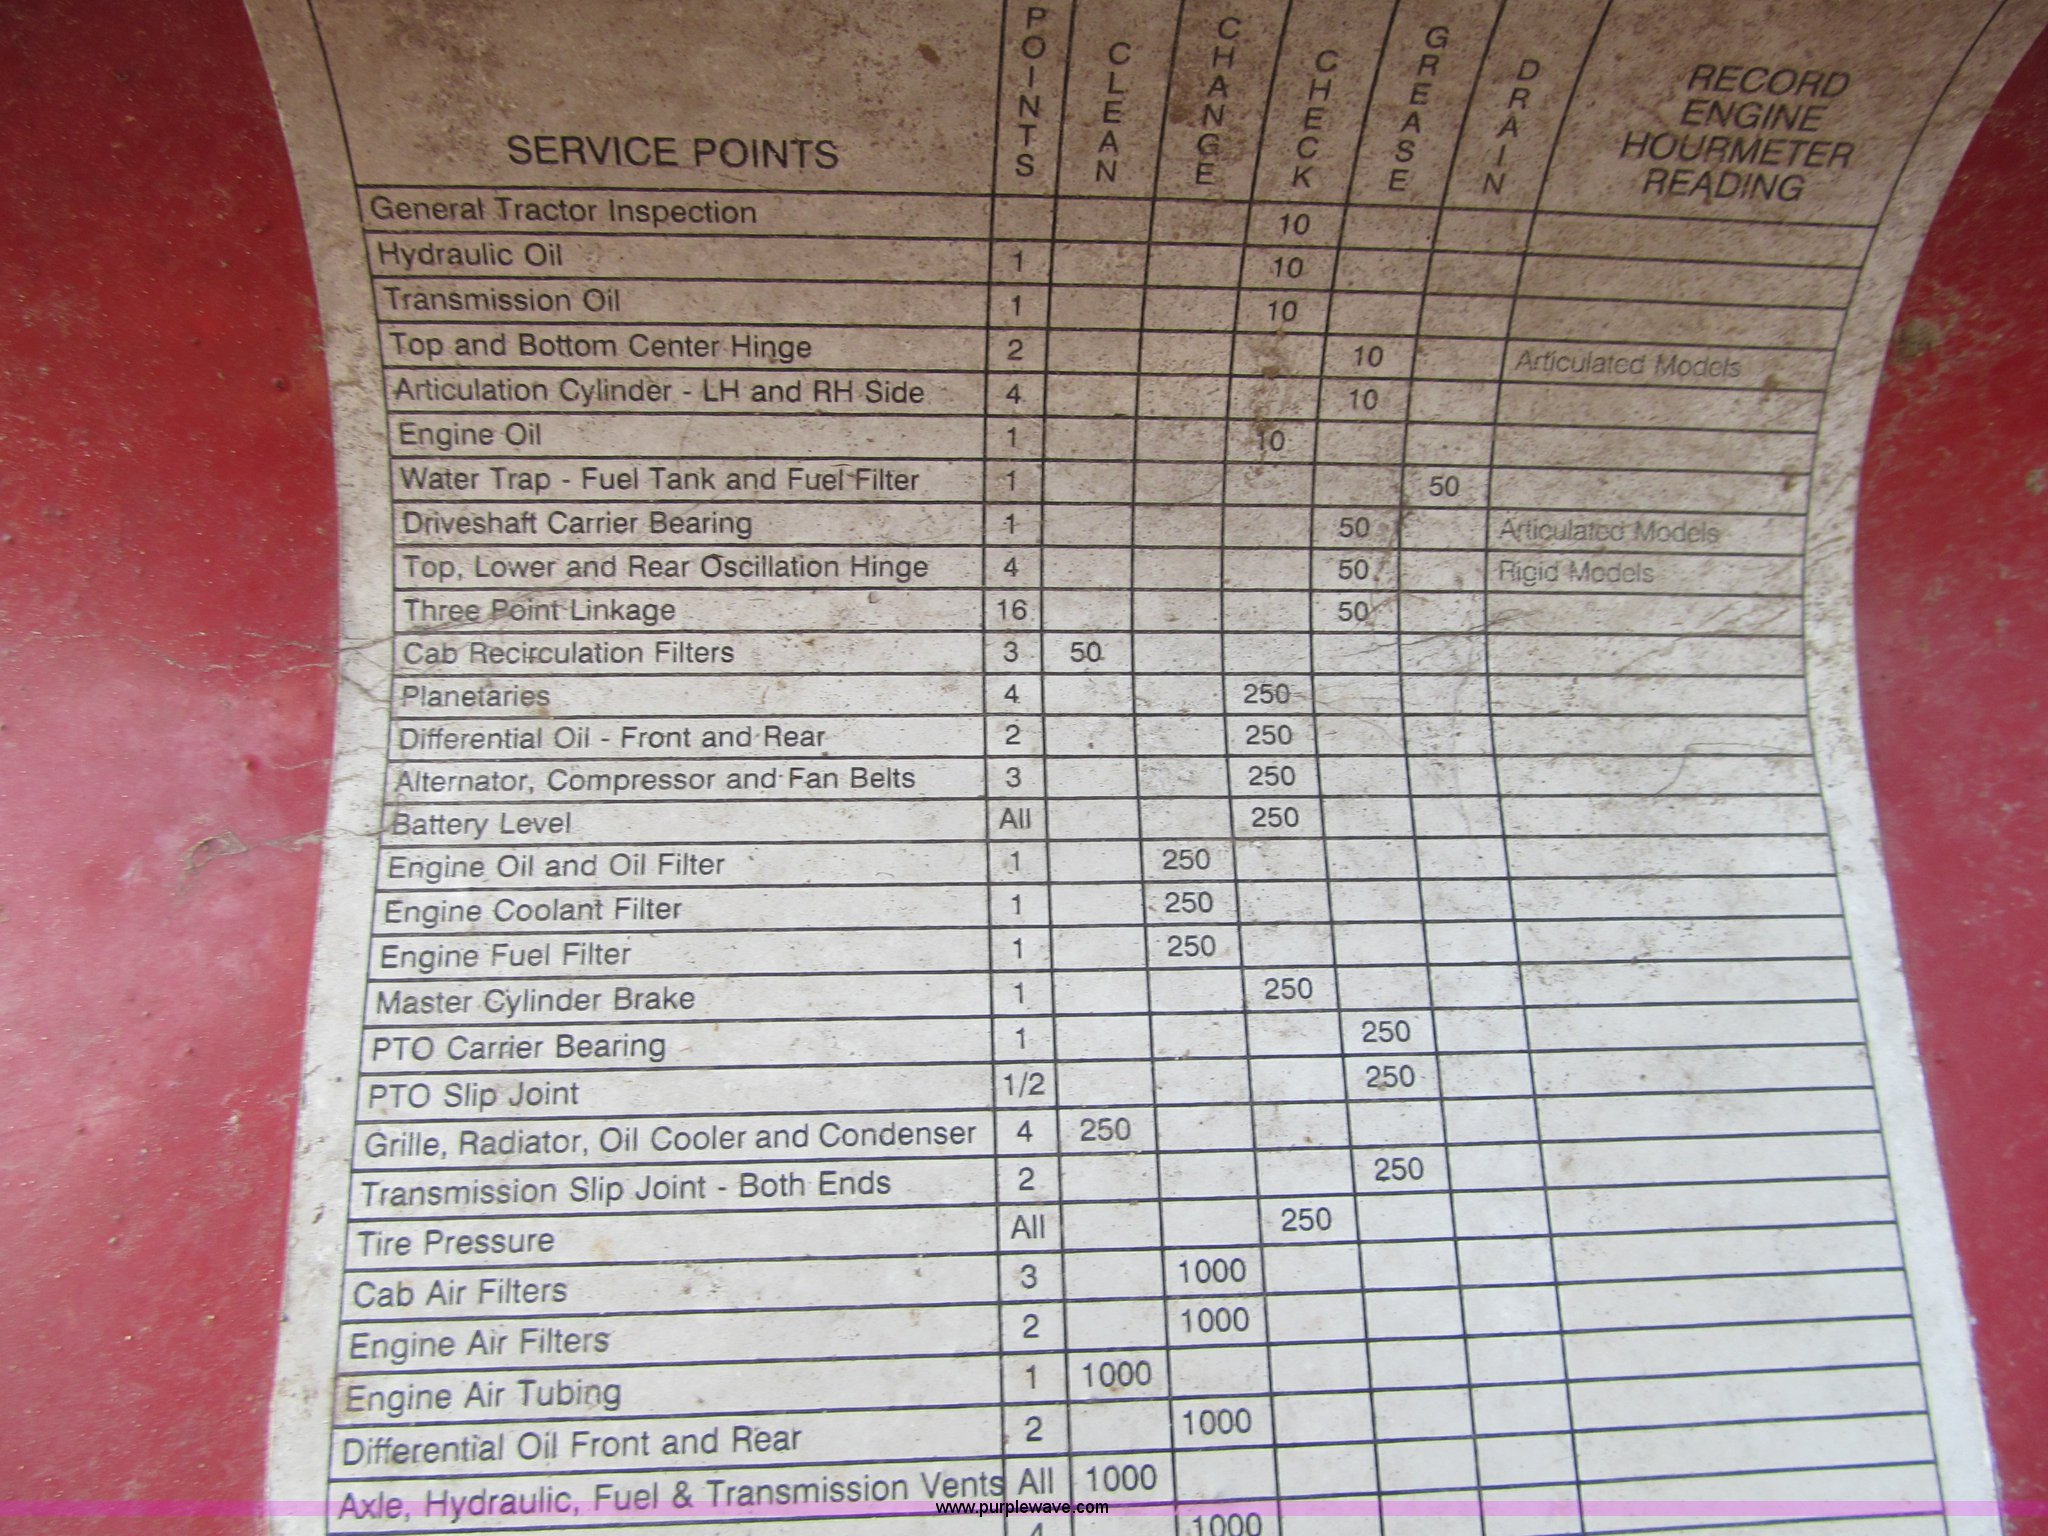 SERVICE POINTS POINTS CLEAN CHANGE CHECK GREASE DRAIN RECORD ENGINE HOURMETER READING
General Tractor Inspection 10
Hydraulic Oil 1 10
Transmission Oil 1 10
Top and Bottom Center Hinge 2 10 Articulated Models
Articulation Cylinder - LH and RH Side 4 10
Engine Oil 1 10
Water Trap - Fuel Tank and Fuel Filter 1 50
Driveshaft Carrier Bearing 1 50 Articulated Models
Top, Lower and Rear Oscillation Hinge 4 50 Rigid Models
Three Point Linkage 16 50
Cab Recirculation Filters 3 50
Planetaries 4 250
Differential Oil - Front and Rear 2 250
Alternator, Compressor and Fan Belts 3 250
Battery Level All 250
Engine Oil and Oil Filter 1 250
Engine Coolant Filter 1 250
Engine Fuel Filter 1 250
Master Cylinder Brake 1 250
PTO Carrier Bearing 1 250
PTO Slip Joint 1/2 250
Grille, Radiator, Oil Cooler and Condenser 4 250
Transmission Slip Joint - Both Ends 2 250
Tire Pressure All 250
Cab Air Filters 3 1000
Engine Air Filters 2 1000
Engine Air Tubing 1 1000
Differential Oil Front and Rear 2 1000
Axle, Hydraulic, Fuel & Transmission Vents All 1000
4 1000
www.purplewave.com